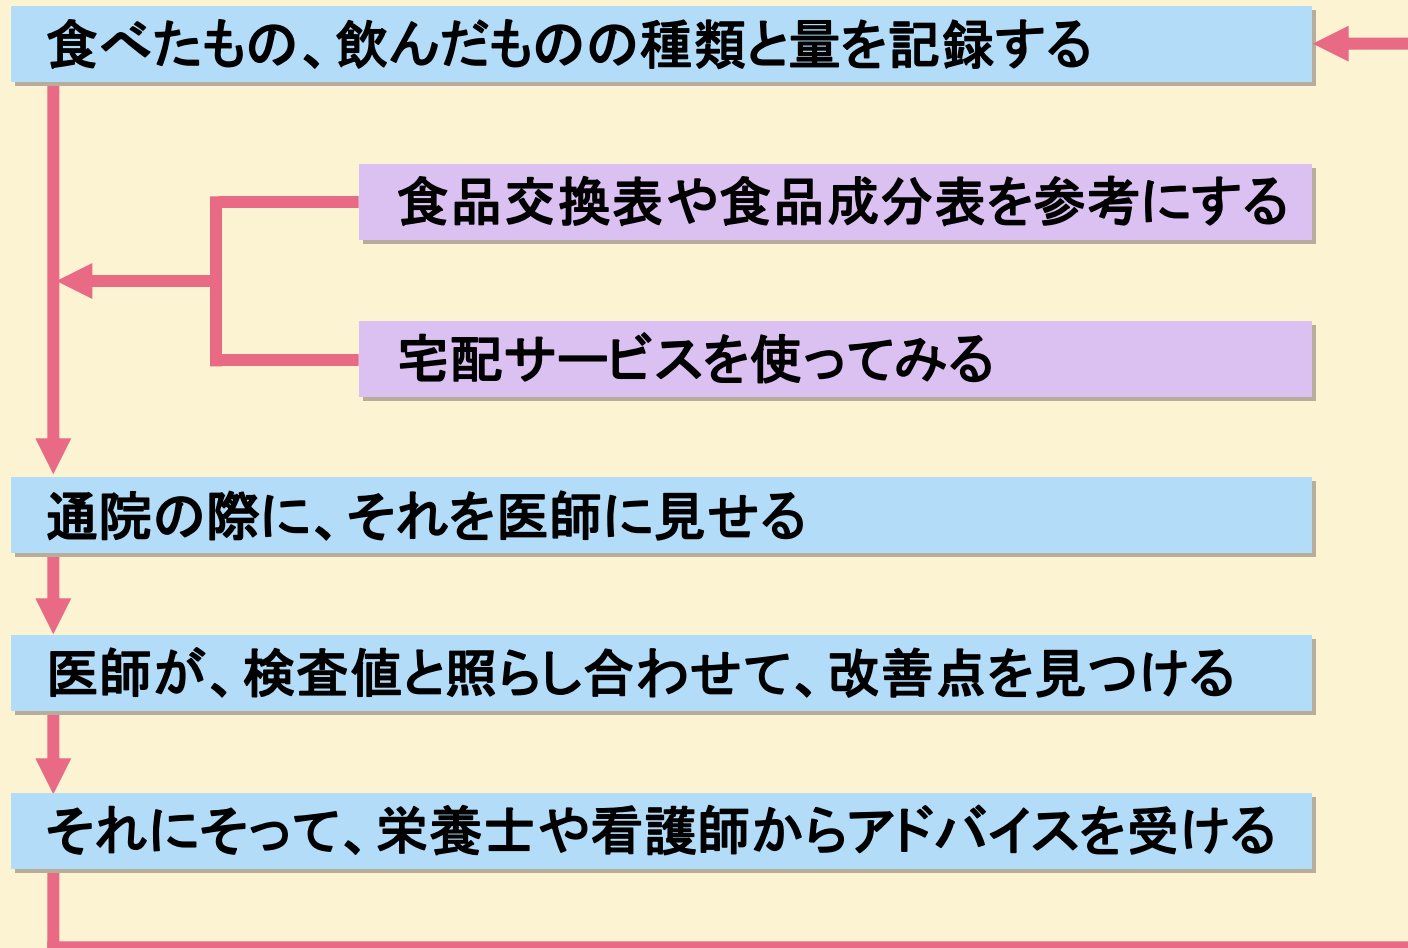 食べたもの、飲んだものの種類と量を記録する
食品交換表や食品成分表を参考にする
宅配サービスを使ってみる
通院の際に、それを医師に見せる
医師が、検査値と照らし合わせて、改善点を見つける
それにそって、栄養士や看護師からアドバイスを受ける